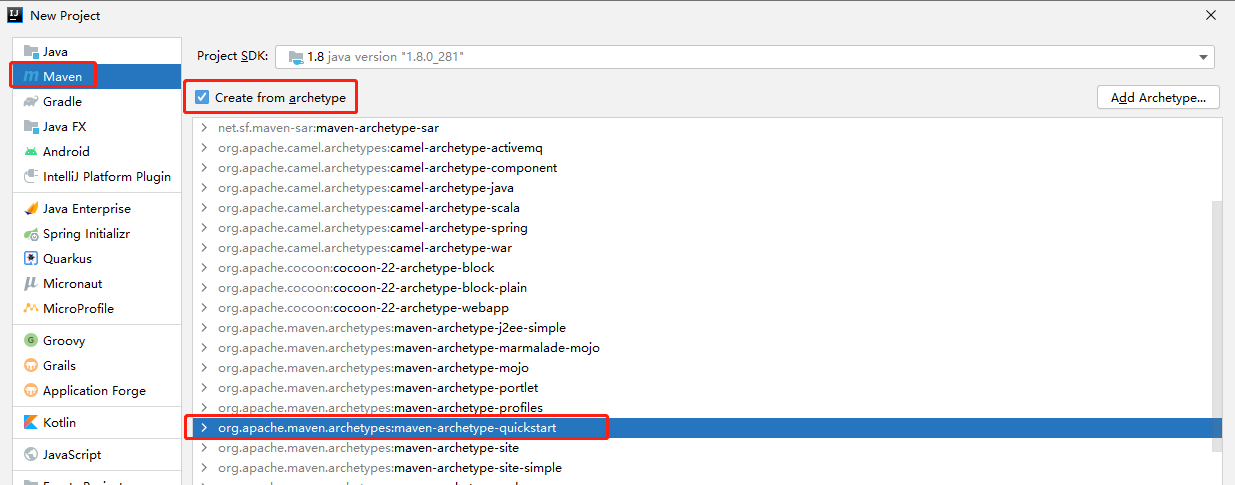 New Project
Java
Maven
Gradle
Java FX
Android
IntelliJ Platform Plugin
Java Enterprise
Spring Initializr
Quarkus
Micronaut
MicroProfile
Groovy
Grails
Application Forge
Kotlin
JavaScript
Project SDK: 1.8 java version "1.8.0_281"
Create from archetype
Add Archetype...
net.sf.maven-sar:maven-archetype-sar
org.apache.camel.archetypes:camel-archetype-activemq
org.apache.camel.archetypes:camel-archetype-component
org.apache.camel.archetypes:camel-archetype-java
org.apache.camel.archetypes:camel-archetype-scala
org.apache.camel.archetypes:camel-archetype-spring
org.apache.camel.archetypes:camel-archetype-war
org.apache.cocoon:cocoon-22-archetype-block
org.apache.cocoon:cocoon-22-archetype-block-plain
org.apache.cocoon:cocoon-22-archetype-webapp
org.apache.maven.archetypes:maven-archetype-j2ee-simple
org.apache.maven.archetypes:maven-archetype-marmalade-mojo
org.apache.maven.archetypes:maven-archetype-mojo
org.apache.maven.archetypes:maven-archetype-portlet
org.apache.maven.archetypes:maven-archetype-profiles
org.apache.maven.archetypes:maven-archetype-quickstart
org.apache.maven.archetypes:maven-archetype-site
org.apache.maven.archetypes:maven-archetype-site-simple